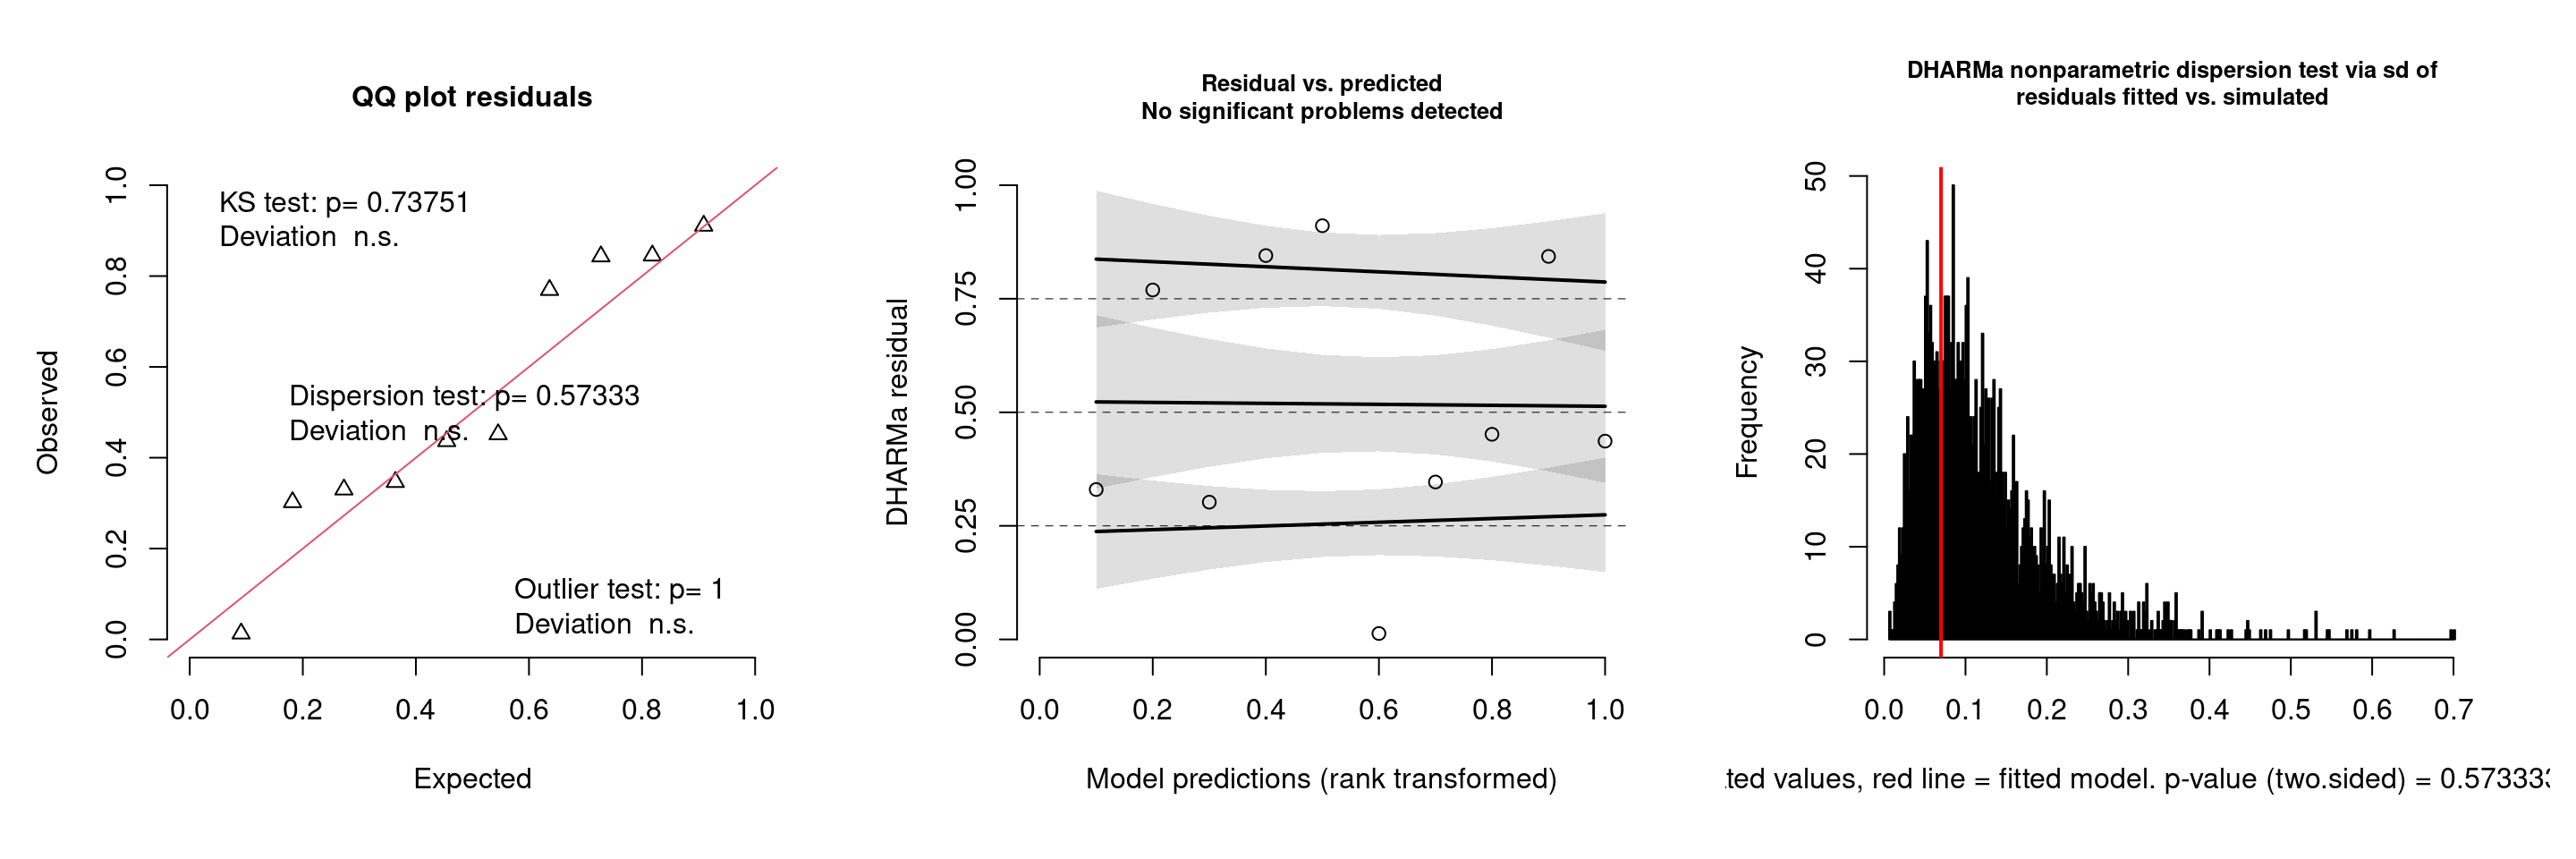 QQ plot residuals
KS test: p= 0.73751
Deviation  n.s.
Dispersion test: p= 0.57333
Deviation  n.s.
Outlier test: p= 1
Deviation  n.s.
Observed
0.0 0.2 0.4 0.6 0.8 1.0
0.0 0.2 0.4 0.6 0.8 1.0
Expected
Residual vs. predicted
No significant problems detected
DHARMa residual
0.00 0.25 0.50 0.75 1.00
0.0 0.2 0.4 0.6 0.8 1.0
Model predictions (rank transformed)
DHARMa nonparametric dispersion test via sd of
residuals fitted vs. simulated
Frequency
0 10 20 30 40 50
0.0 0.1 0.2 0.3 0.4 0.5 0.6 0.7
ted values, red line = fitted model. p-value (two.sided) = 0.573333